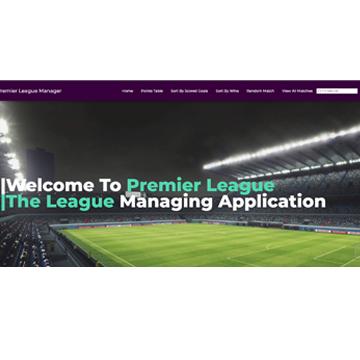 remier League Manager
Home Points Table Sort By Scored Goals Sort By Wins Random Match View All Matches
Welcome To Premier League
The League Managing Application